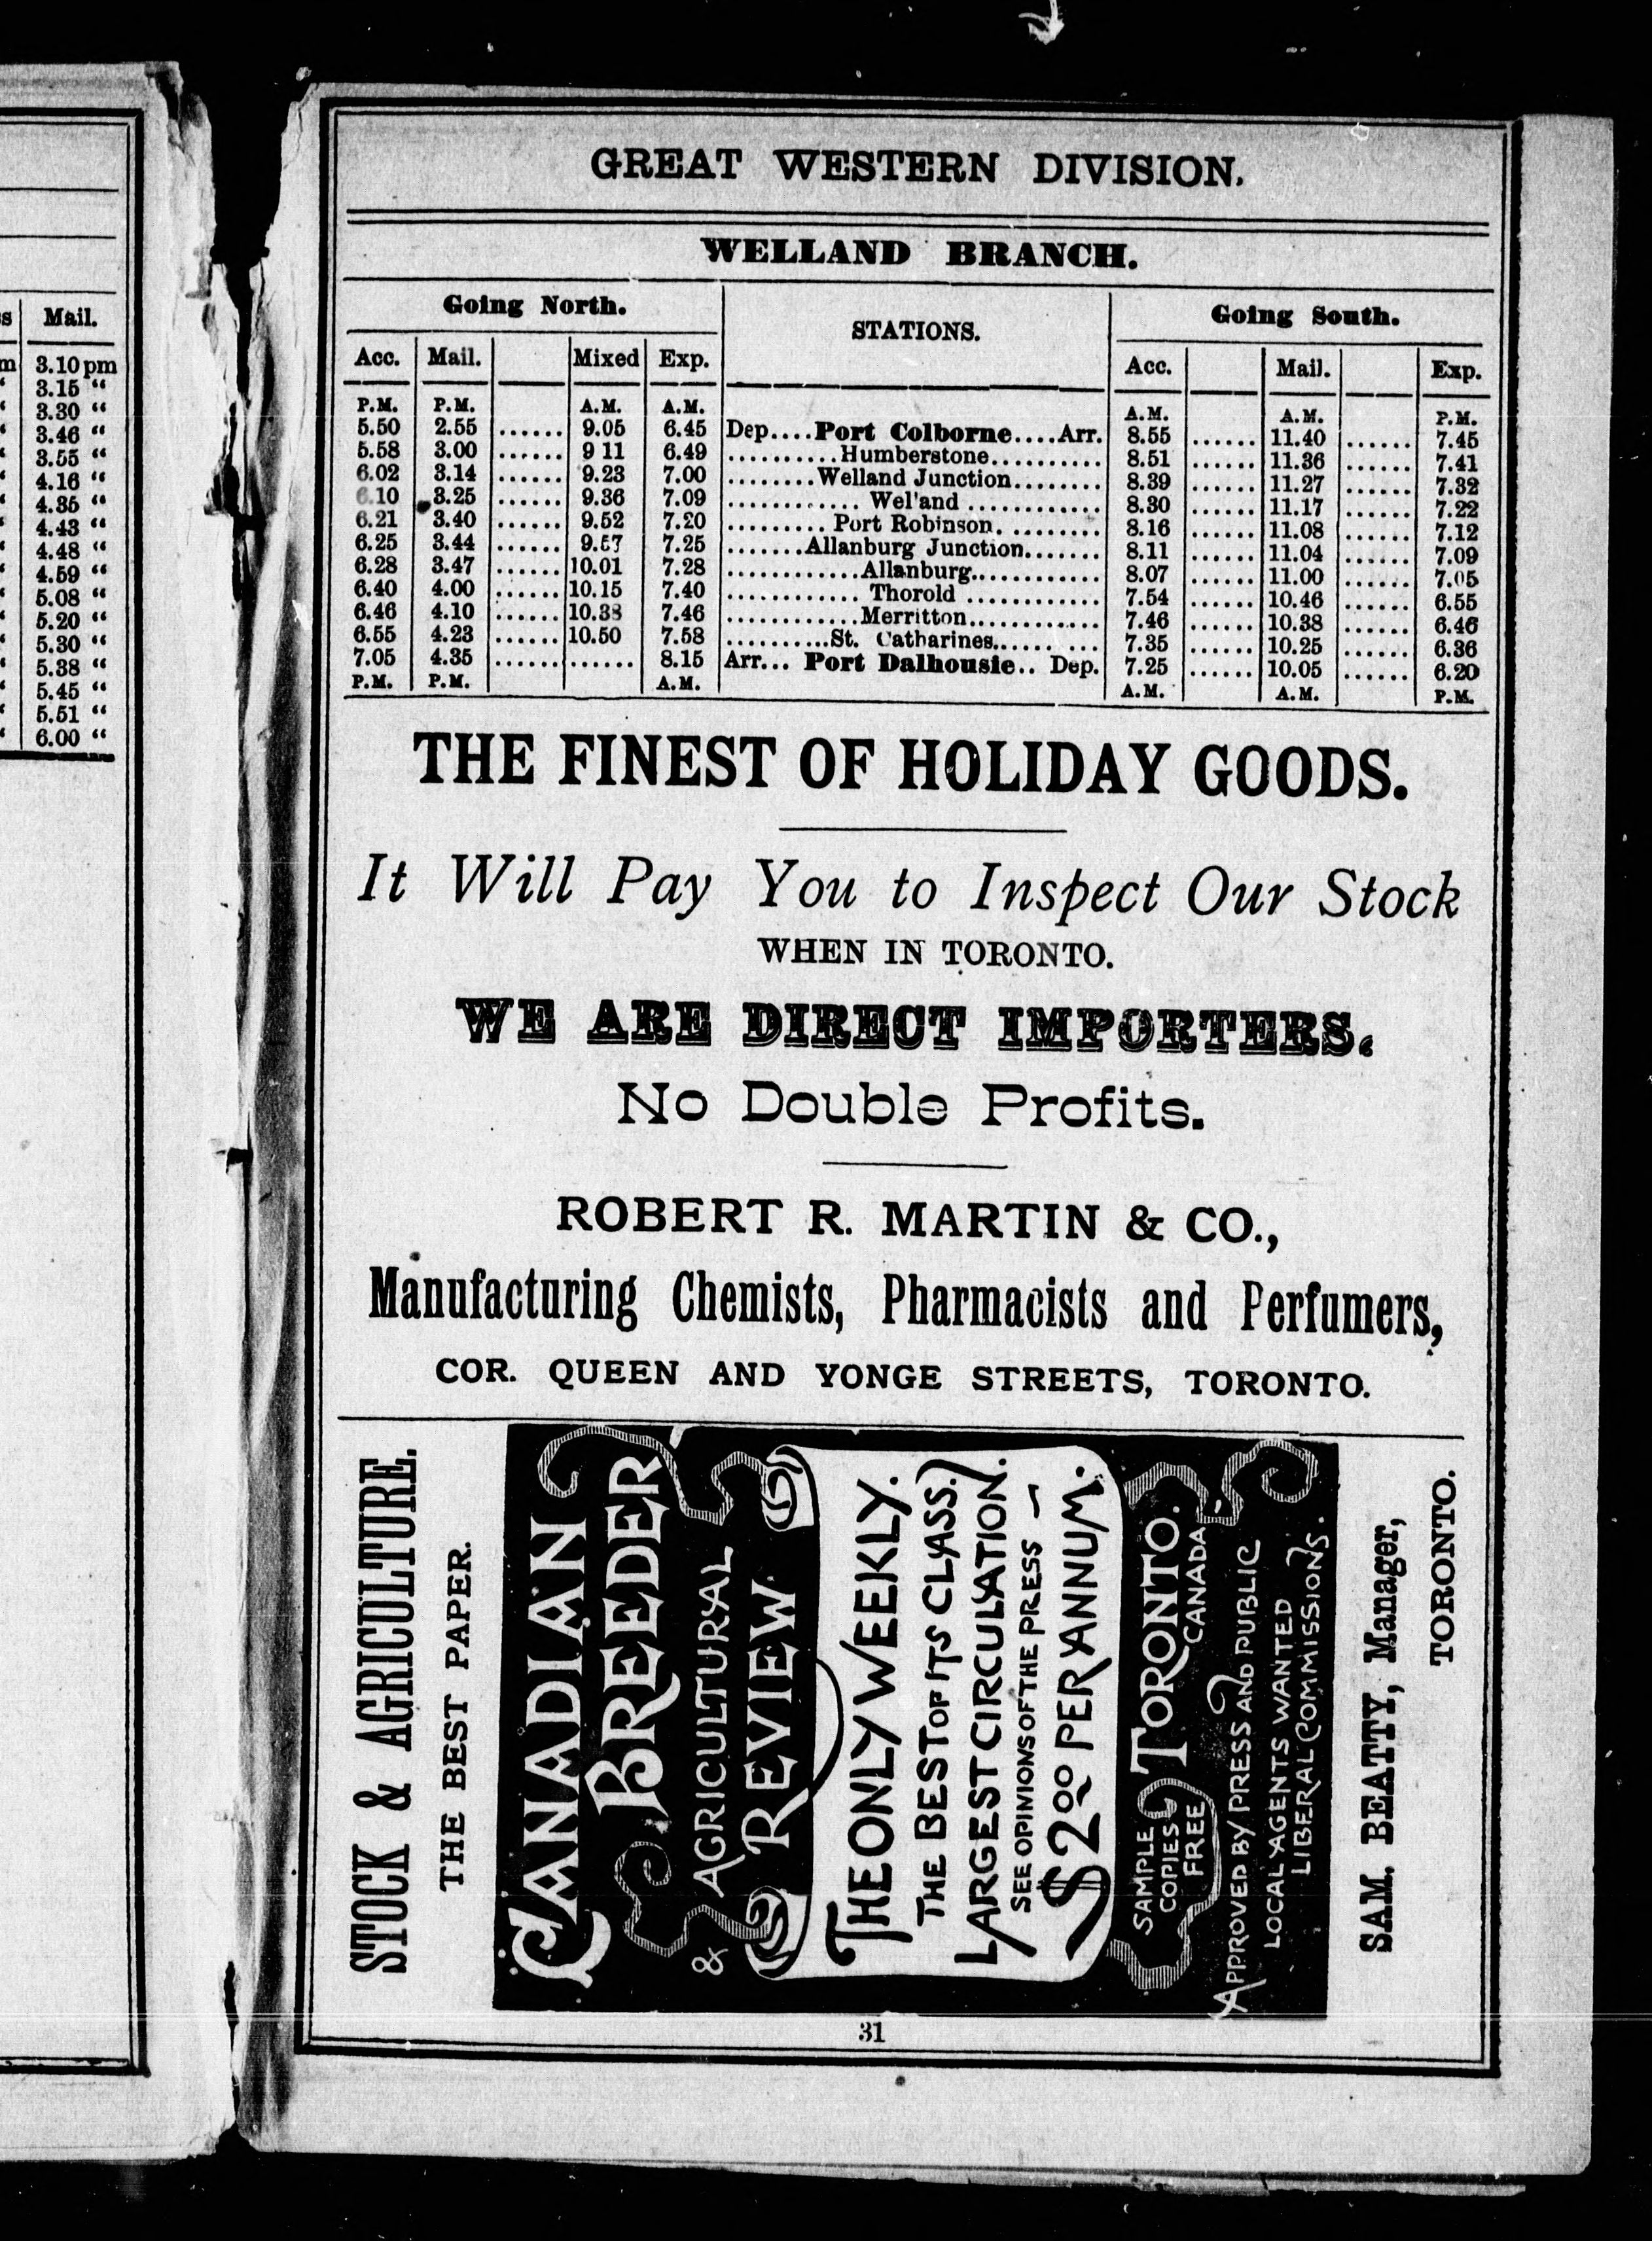 s Mail.
m 3.10 pm
3.15 “
3.30 “
3.46 “
3.55 “
4.16 “
4.35 “
4.43 “
4.48 “
4.59 “
5.08 “
5.20 “
5.30 “
5.38 “
5.45 “
5.51 “
6.00 “
GREAT WESTERN DIVISION.
WELLAND BRANCH.
Going North. STATIONS. Going South.
Acc. Mail. Mixed Exp. Acc. Mail. Exp.
P.M. P.M. A.M. A.M. A.M. A.M. P.M.
5.50 2.55 ...... 9.05 6.45 Dep....Port Colborne....Arr. 8.55 ...... 11.40 ...... 7.45
5.58 3.00 ...... 9 11 6.49 ..........Humberstone.......... 8.51 ...... 11.36 ...... 7.41
6.02 3.14 ...... 9.23 7.00 ........Welland Junction........ 8.39 ...... 11.27 ...... 7.32
6.10 3.25 ...... 9.36 7.09 ............ Wel'and ............. 8.30 ...... 11.17 ...... 7.22
6.21 3.40 ...... 9.52 7.20 ......... Port Robinson.......... 8.16 ...... 11.08 ...... 7.12
6.25 3.44 ...... 9.57 7.25 .......Allanburg Junction....... 8.11 ...... 11.04 ...... 7.09
6.28 3.47 ...... 10.01 7.28 ............Allanburg............ 8.07 ...... 11.00 ...... 7.05
6.40 4.00 ...... 10.15 7.40 ............ Thorold ............. 7.54 ...... 10.46 ...... 6.55
6.46 4.10 ...... 10.38 7.46 ............Merritton............. 7.46 ...... 10.38 ...... 6.46
6.55 4.23 ...... 10.50 7.58 ..........St. Catharines...... ... 7.35 ...... 10.25 ...... 6.36
7.05 4.35 ...... ...... 8.15 Arr... Port Dalhousie.. Dep. 7.25 ...... 10.05 ...... 6.20
P.M. P.M. A.M. A.M. A.M. P.M.
THE FINEST OF HOLIDAY GOODS.
It Will Pay You to Inspect Our Stock
WHEN IN TORONTO.
WE ARE DIRECT IMPORTERS.
No Double Profits.
ROBERT R. MARTIN & CO.,
Manufacturing Chemists, Pharmacists and Perfumers,
COR. QUEEN AND YONGE STREETS, TORONTO.
STOCK & AGRICULTURE.
THE BEST PAPER.
CANADIAN
BREEDER
& AGRICULTURAL
REVIEW
THE ONLY WEEKLY.
THE BEST OF ITS CLASS.
LARGEST CIRCULATION.
SEE OPINIONS OF THE PRESS —
$2.00 PER ANNUM.
SAMPLE COPIES FREE
TORONTO.
CANADA
APPROVED BY PRESS AND PUBLIC
LOCAL AGENTS WANTED
LIBERAL COMMISSIONS.
SAM. BEATTY, Manager,
TORONTO.
31